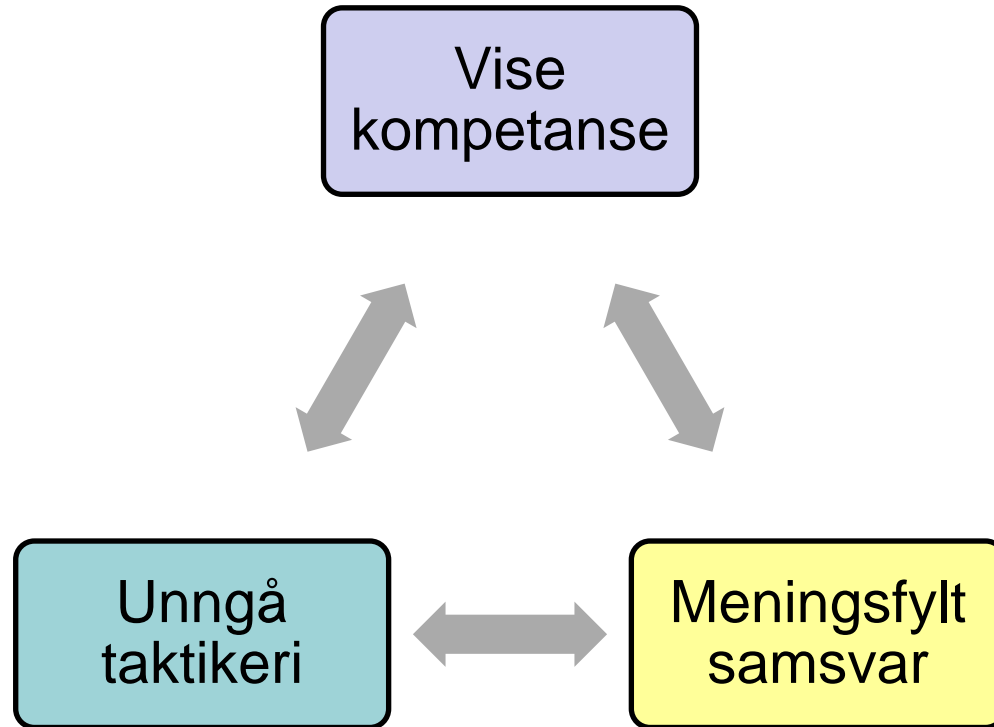 Vise
kompetanse
Unngå
taktikeri
Meningsfylt
samsvar